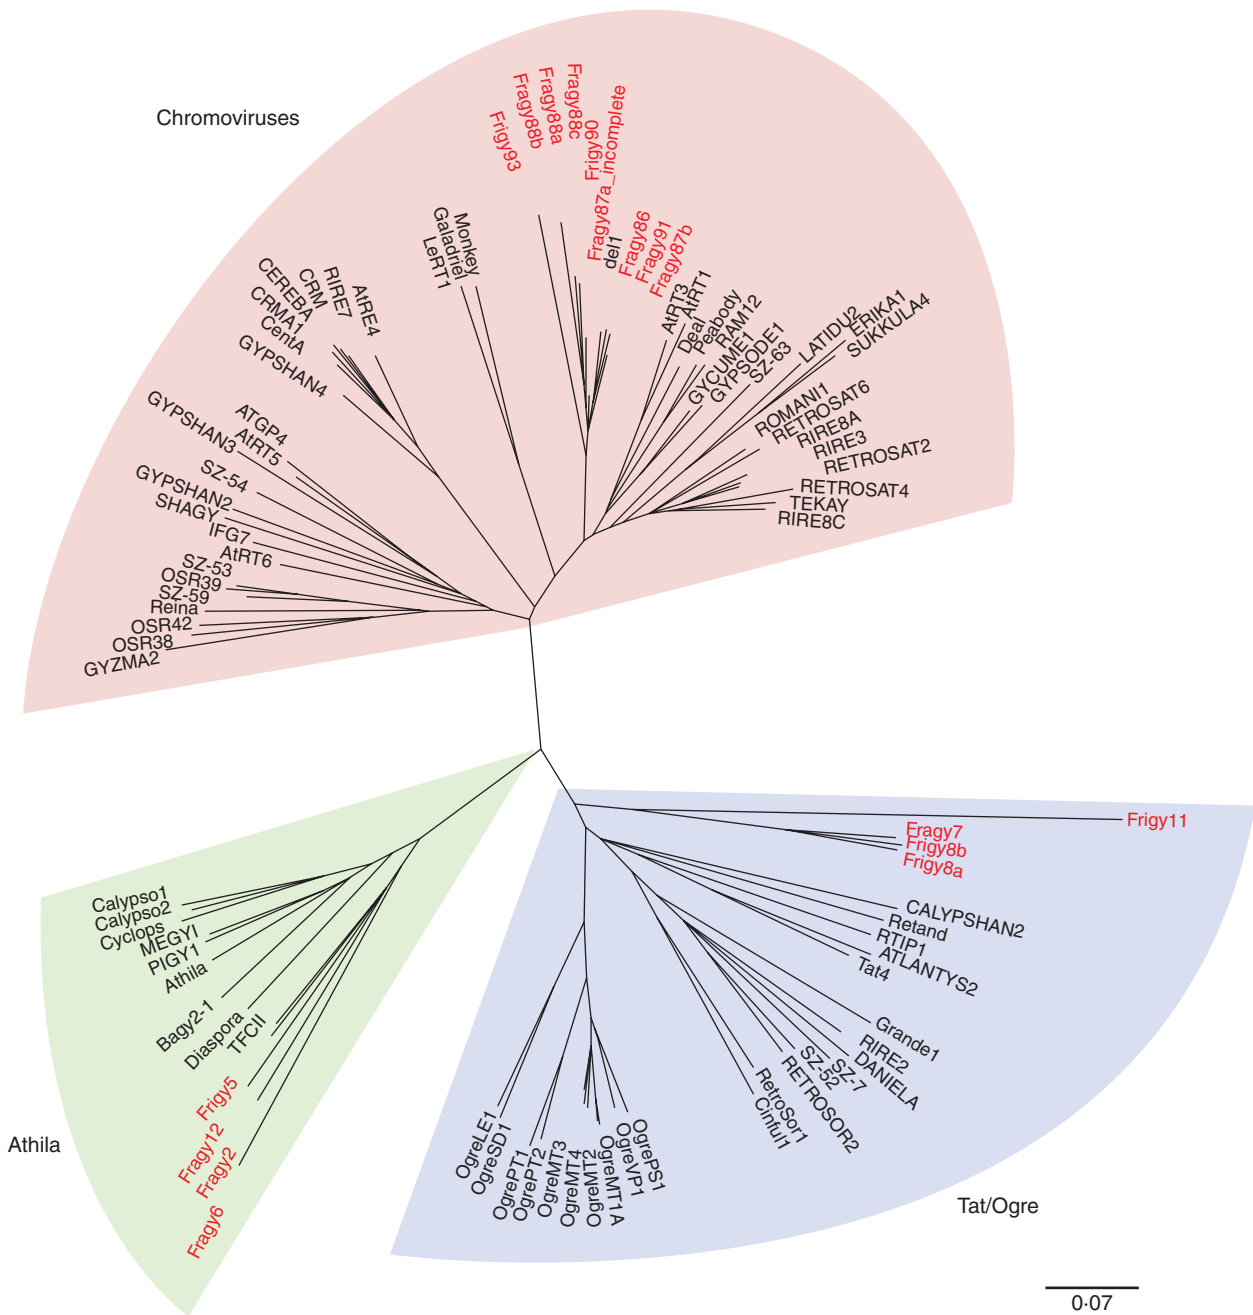 Chromoviruses
Frigy93
Fragy88b
Fragy88a
Fragy88c
Frigy90
Fragy87a_incomplete
del1
Fragy86
Fragy91
Fragy87b
AtRT3
AtRT1
Deal
Peabody
RAM12
GYCUME1
GYPSODE1
SZ-63
LATIDU2
ERIKA1
SUKKULA4
ROMANI1
RETROSAT6
RIRE8A
RIRE3
RETROSAT2
RETROSAT4
TEKAY
RIRE8C
Monkey
Galadriel
LeRT1
AtRE4
RIRE7
CRM
CEREBA
CRMA1
CentA
GYPSHAN4
ATGP4
AtRT5
GYPSHAN3
SZ-54
GYPSHAN2
SHAGY
IFG7
AtRT6
SZ-53
OSR39
SZ-59
Reina
OSR42
OSR38
GYZMA2
Calypso1
Calypso2
Cyclops
MEGYI
PIGY1
Athila
Bagy2-1
Diaspora
TFCII
Frigy5
Fragy12
Fragy2
Fragy6
Athila
Frigy11
Fragy7
Frigy8b
Frigy8a
CALYPSHAN2
Retand
RTIP1
ATLANTYS2
Tat4
Grande1
RIRE2
DANIELA
SZ-7
SZ-52
RETROSOR2
RetroSor1
Cinful1
OgrePS1
OgreVP1
OgreMT1A
OgreMT2
OgreMT4
OgreMT3
OgrePT2
OgrePT1
OgreSD1
OgreLE1
Tat/Ogre
0·07